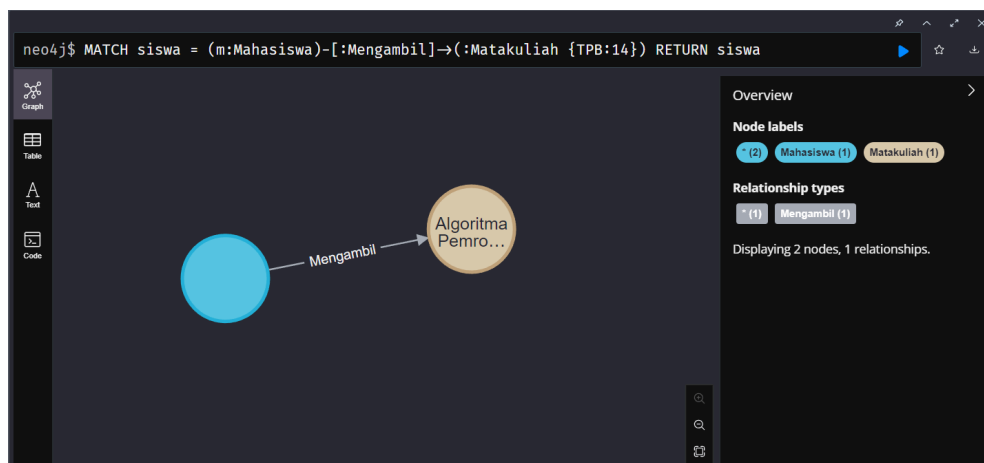 neo4j$ MATCH siswa = (m:Mahasiswa)-[:Mengambil]→(:Matakuliah {TPB:14}) RETURN siswa
Graph
Table
A
Text
Code
Mengambil
Algoritma
Pemro...
Overview
Node labels
* (2) Mahasiswa (1) Matakuliah (1)
Relationship types
* (1) Mengambil (1)
Displaying 2 nodes, 1 relationships.